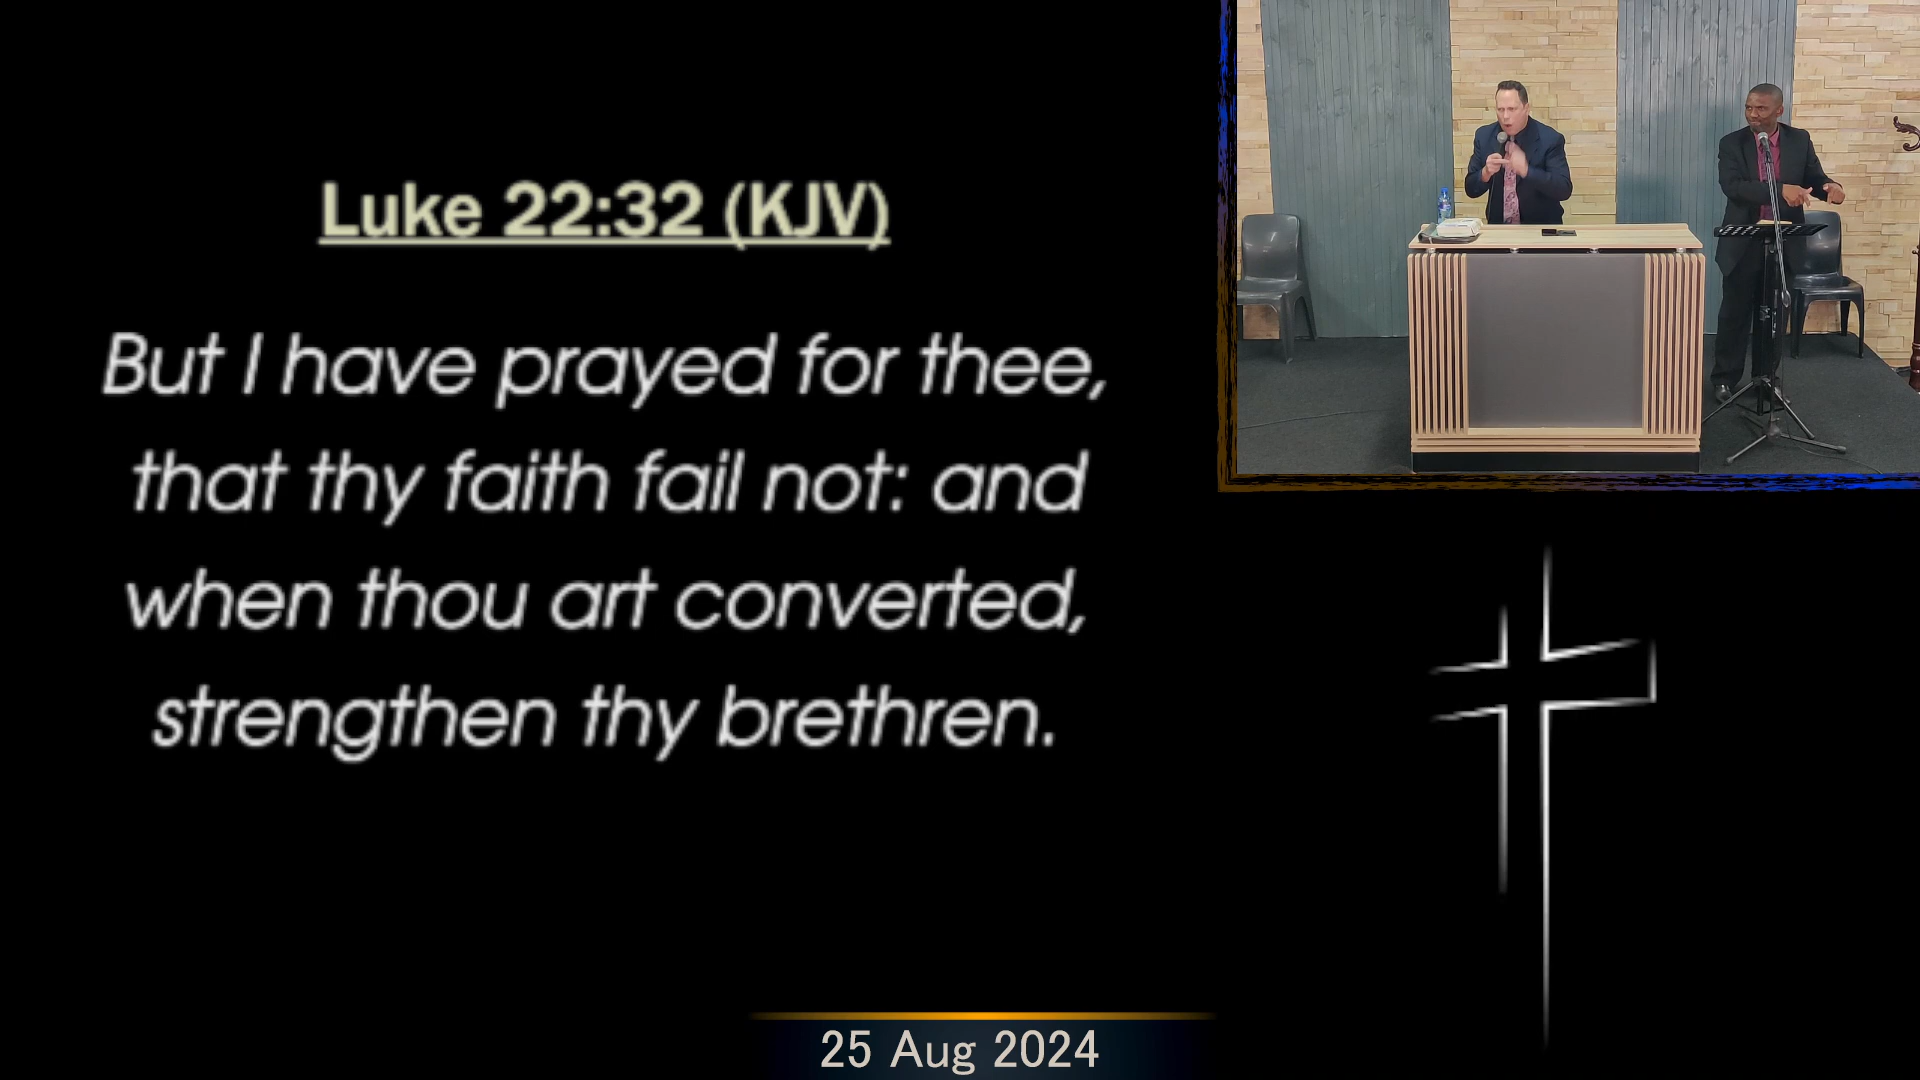 Luke 22:32 (KJV)
But I have prayed for thee,
that thy faith fail not: and
when thou art converted,
strengthen thy brethren.
25 Aug 2024